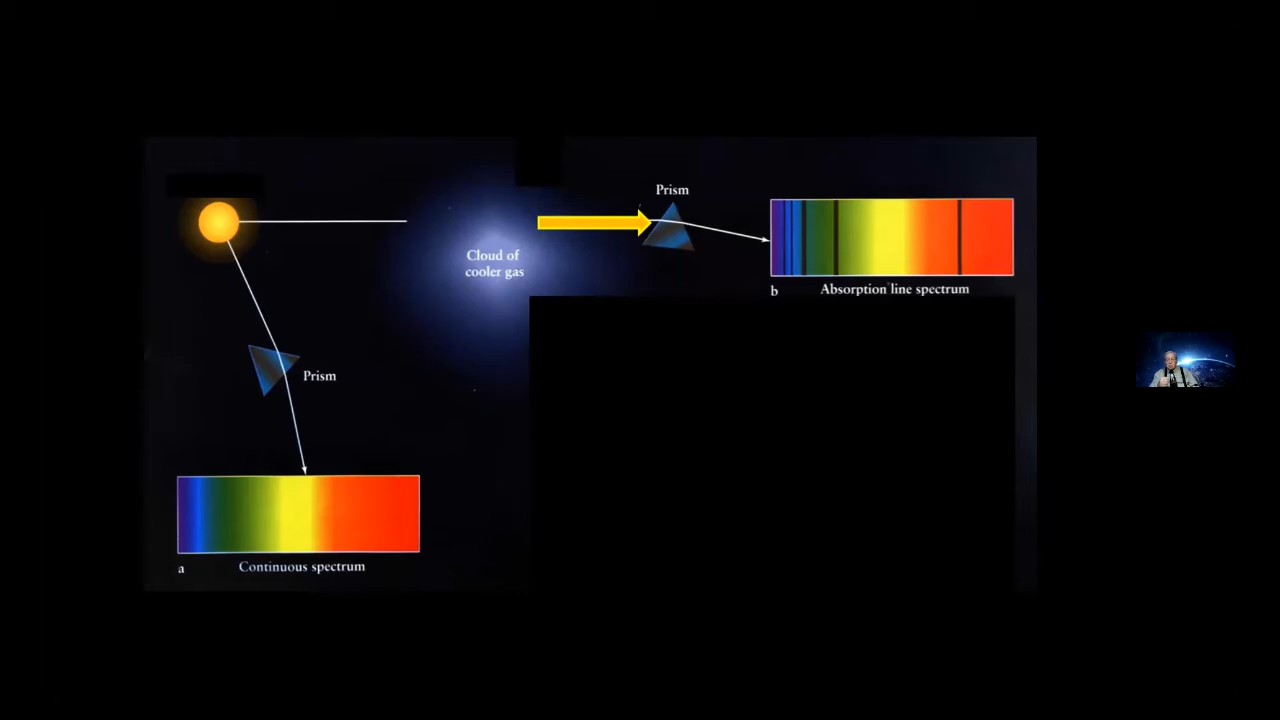 Prism
Cloud of
cooler gas
b Absorption line spectrum
Prism
a Continuous spectrum